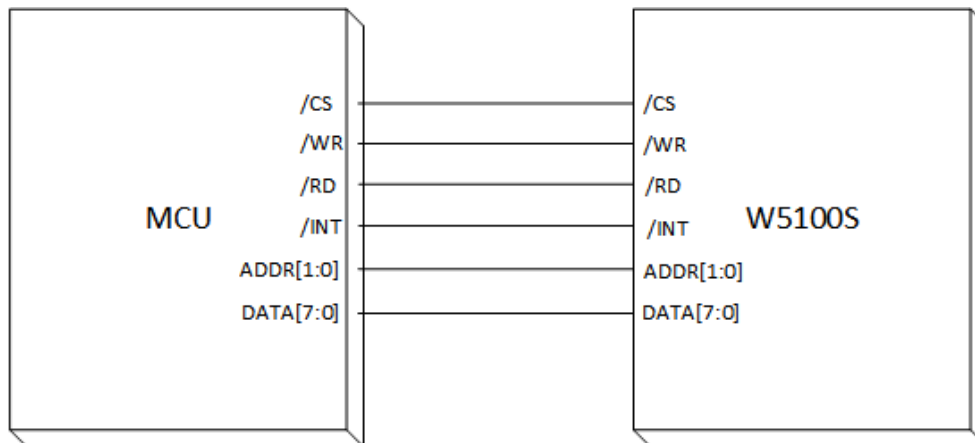 /CS
/WR
/RD
/INT
ADDR[1:0]
DATA[7:0]
MCU
/CS
/WR
/RD
/INT
ADDR[1:0]
DATA[7:0]
W5100S